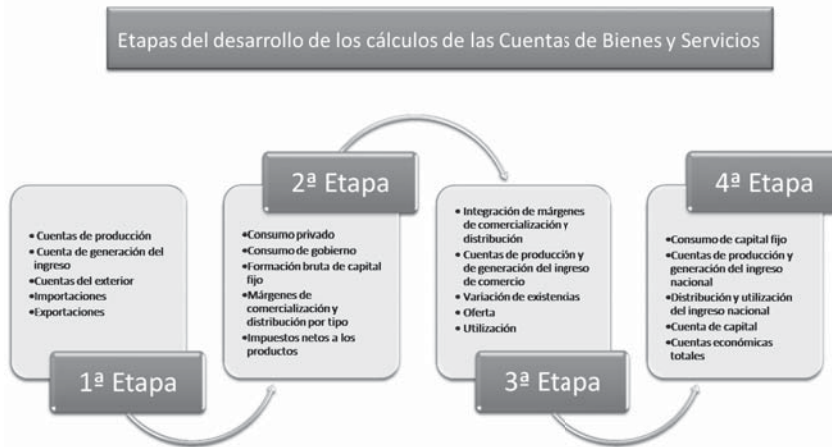 Etapas del desarrollo de los cálculos de las Cuentas de Bienes y Servicios
• Cuentas de producción
• Cuenta de generación del
ingreso
• Cuentas del exterior
• Importaciones
• Exportaciones
1ª Etapa
2ª Etapa
•Consumo privado
•Consumo de gobierno
•Formación bruta de capital
fijo
•Márgenes de
comercialización y
distribución por tipo
•Impuestos netos a los
productos
• Integración de márgenes
de comercialización y
distribución
• Cuentas de producción y
de generación del ingreso
de comercio
• Variación de existencias
• Oferta
• Utilización
3ª Etapa
4ª Etapa
•Consumo de capital fijo
•Cuentas de producción y
generación del ingreso
nacional
•Distribución y utilización
del ingreso nacional
•Cuenta de capital
•Cuentas económicas
totales